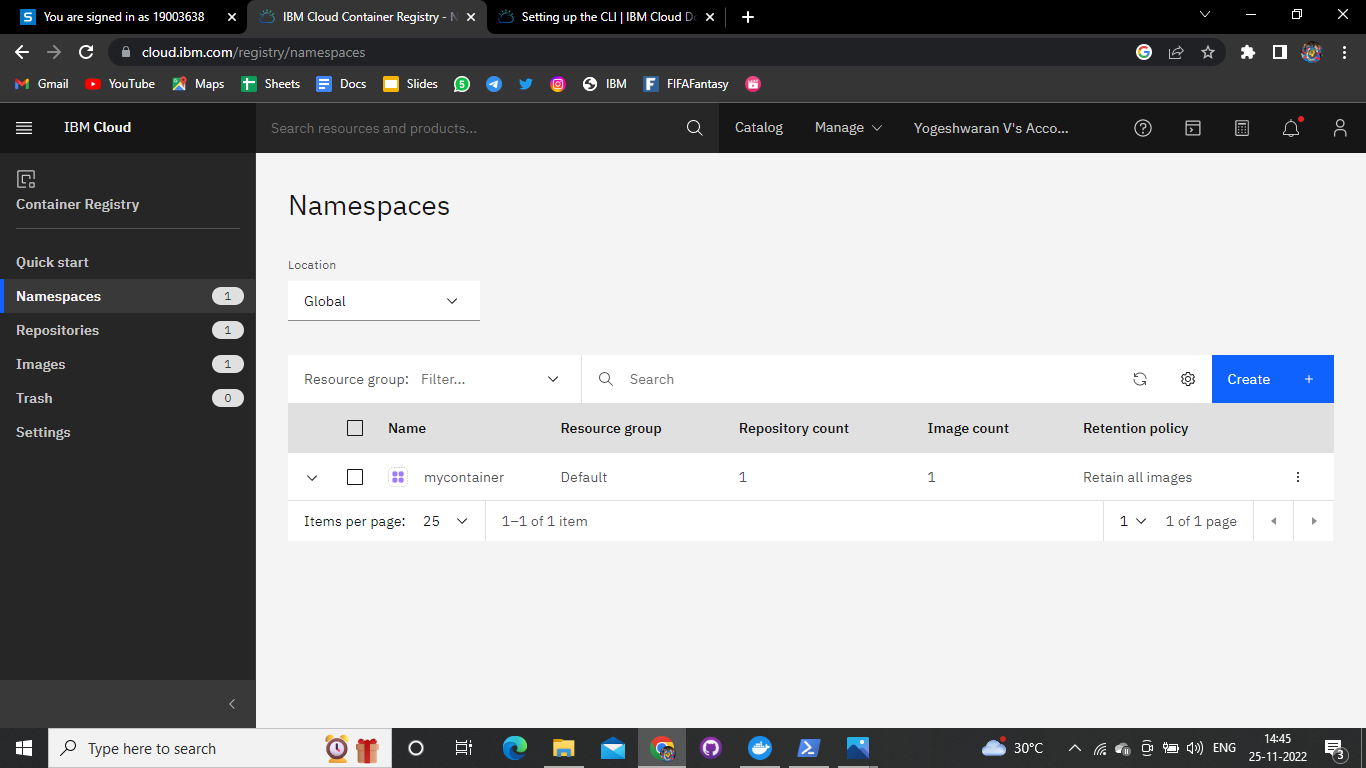 You are signed in as 19003638
IBM Cloud Container Registry - N
Setting up the CLI | IBM Cloud Do
cloud.ibm.com/registry/namespaces
Gmail YouTube Maps Sheets Docs Slides IBM FIFAFantasy
IBM Cloud
Search resources and products...
Catalog
Manage
Yogeshwaran V's Acco...
Container Registry
Quick start
Namespaces 1
Repositories 1
Images 1
Trash 0
Settings
Namespaces
Location
Global
Resource group: Filter...
Search
Create +
Name Resource group Repository count Image count Retention policy
mycontainer Default 1 1 Retain all images
Items per page: 25 1–1 of 1 item 1 1 of 1 page
Type here to search
30°C
ENG
14:45
25-11-2022
3